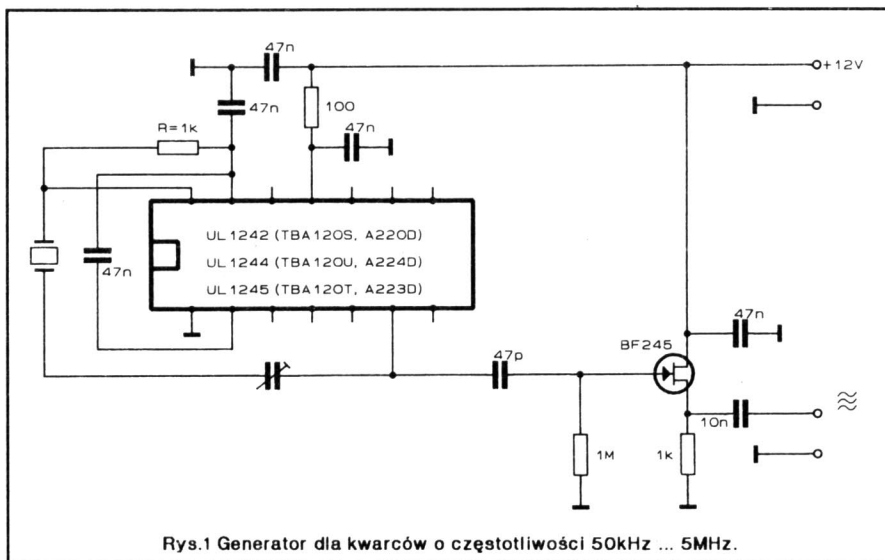 47n
+12V
47n
100
R=1k
47n
UL1242 (TBA120S, A220D)
UL1244 (TBA120U, A224D)
UL1245 (TBA120T, A223D)
47n
47n
BF245
47p
10n
1M
1k
Rys.1 Generator dla kwarców o częstotliwości 50kHz ... 5MHz.